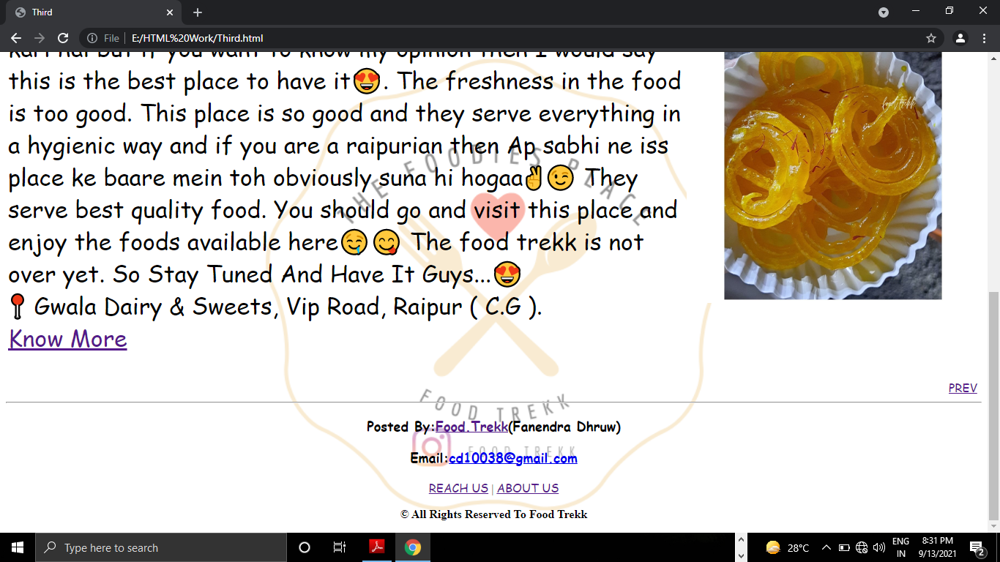 Third
File E:/HTML%20Work/Third.html
Kari hai but if you want to know my opinion then I would say
this is the best place to have it😍. The freshness in the food
is too good. This place is so good and they serve everything in
a hygienic way and if you are a raipurian then Ap sabhi ne iss
place ke baare mein toh obviously suna hi hogaa✌😉 They
serve best quality food. You should go and visit this place and
enjoy the foods available here🤤😋 The food trekk is not
over yet. So Stay Tuned And Have It Guys...😍
📍 Gwala Dairy & Sweets, Vip Road, Raipur ( C.G ).
Know More
food trekk
THE FOODIES PLACE
FOOD TREKK
FOOD TREKK
PREV
Posted By:Food.Trekk(Fanendra Dhruw)
Email:cd10038@gmail.com
REACH US | ABOUT US
© All Rights Reserved To Food Trekk
Type here to search
28°C
ENG
IN
8:31 PM
9/13/2021
2